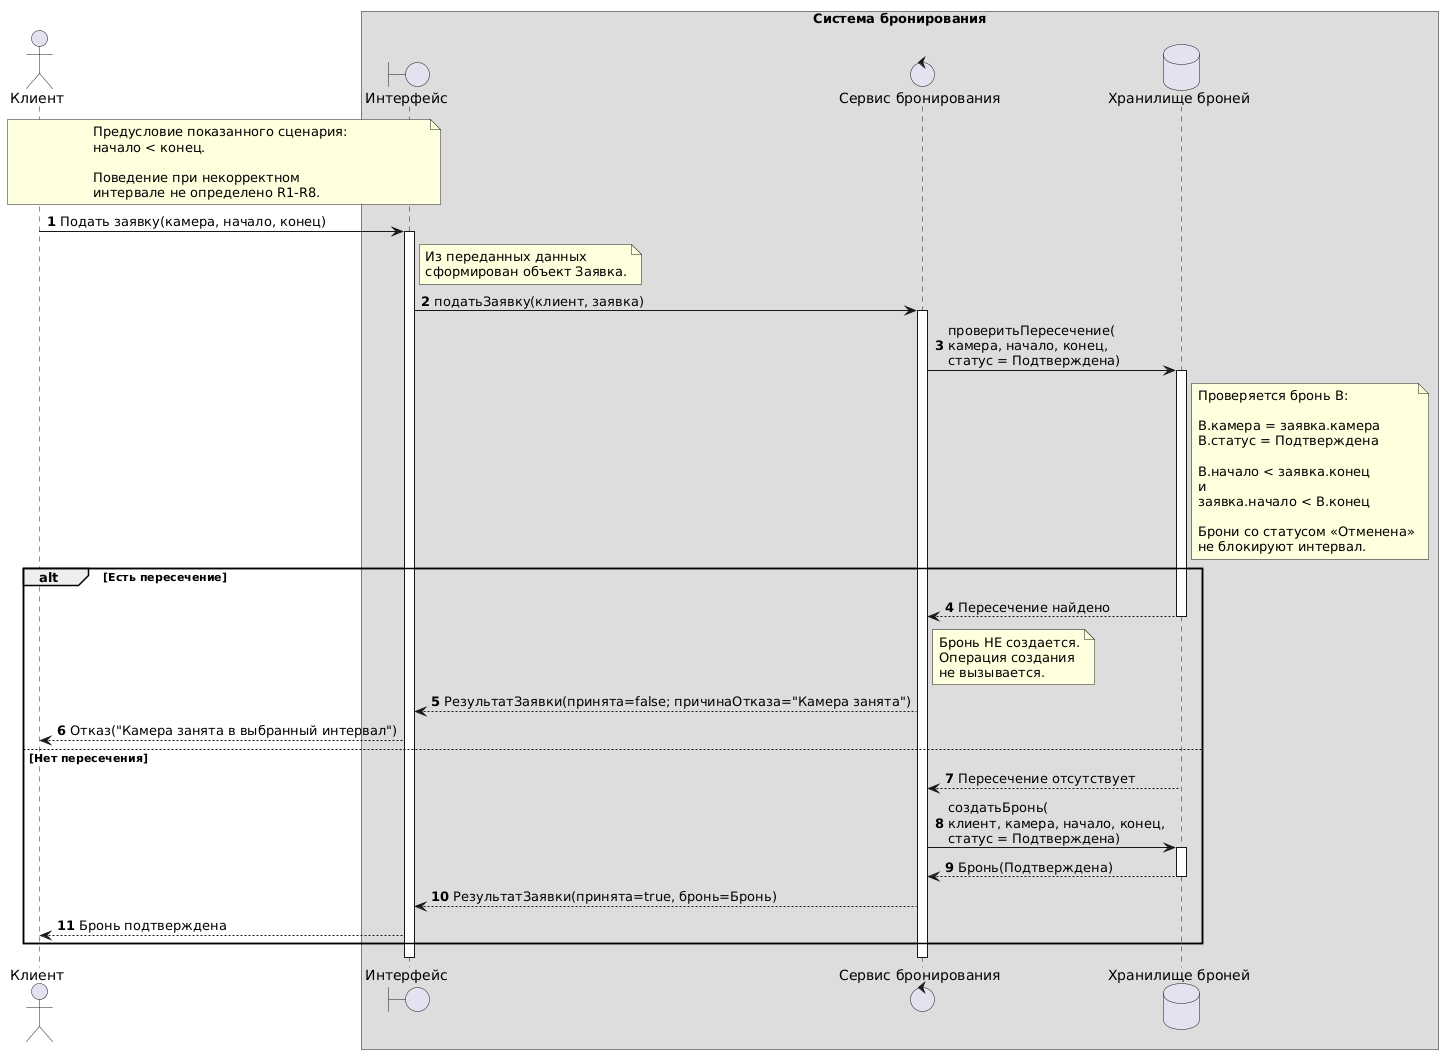 Система бронирования
Клиент
Интерфейс
Сервис бронирования
Хранилище броней
Предусловие показанного сценария:
начало < конец.
Поведение при некорректном
интервале не определено R1-R8.
1 Подать заявку(камера, начало, конец)
Из переданных данных
сформирован объект Заявка.
2 податьЗаявку(клиент, заявка)
проверитьПересечение(
3 камера, начало, конец,
статус = Подтверждена)
Проверяется бронь B:
B.камера = заявка.камера
B.статус = Подтверждена
B.начало < заявка.конец
и
заявка.начало < B.конец
Брони со статусом «Отменена»
не блокируют интервал.
alt [Есть пересечение]
4 Пересечение найдено
Бронь НЕ создается.
Операция создания
не вызывается.
5 РезультатЗаявки(принята=false; причинаОтказа="Камера занята")
6 Отказ("Камера занята в выбранный интервал")
[Нет пересечения]
7 Пересечение отсутствует
создатьБронь(
8 клиент, камера, начало, конец,
статус = Подтверждена)
9 Бронь(Подтверждена)
10 РезультатЗаявки(принята=true, бронь=Бронь)
11 Бронь подтверждена
Клиент
Интерфейс
Сервис бронирования
Хранилище броней